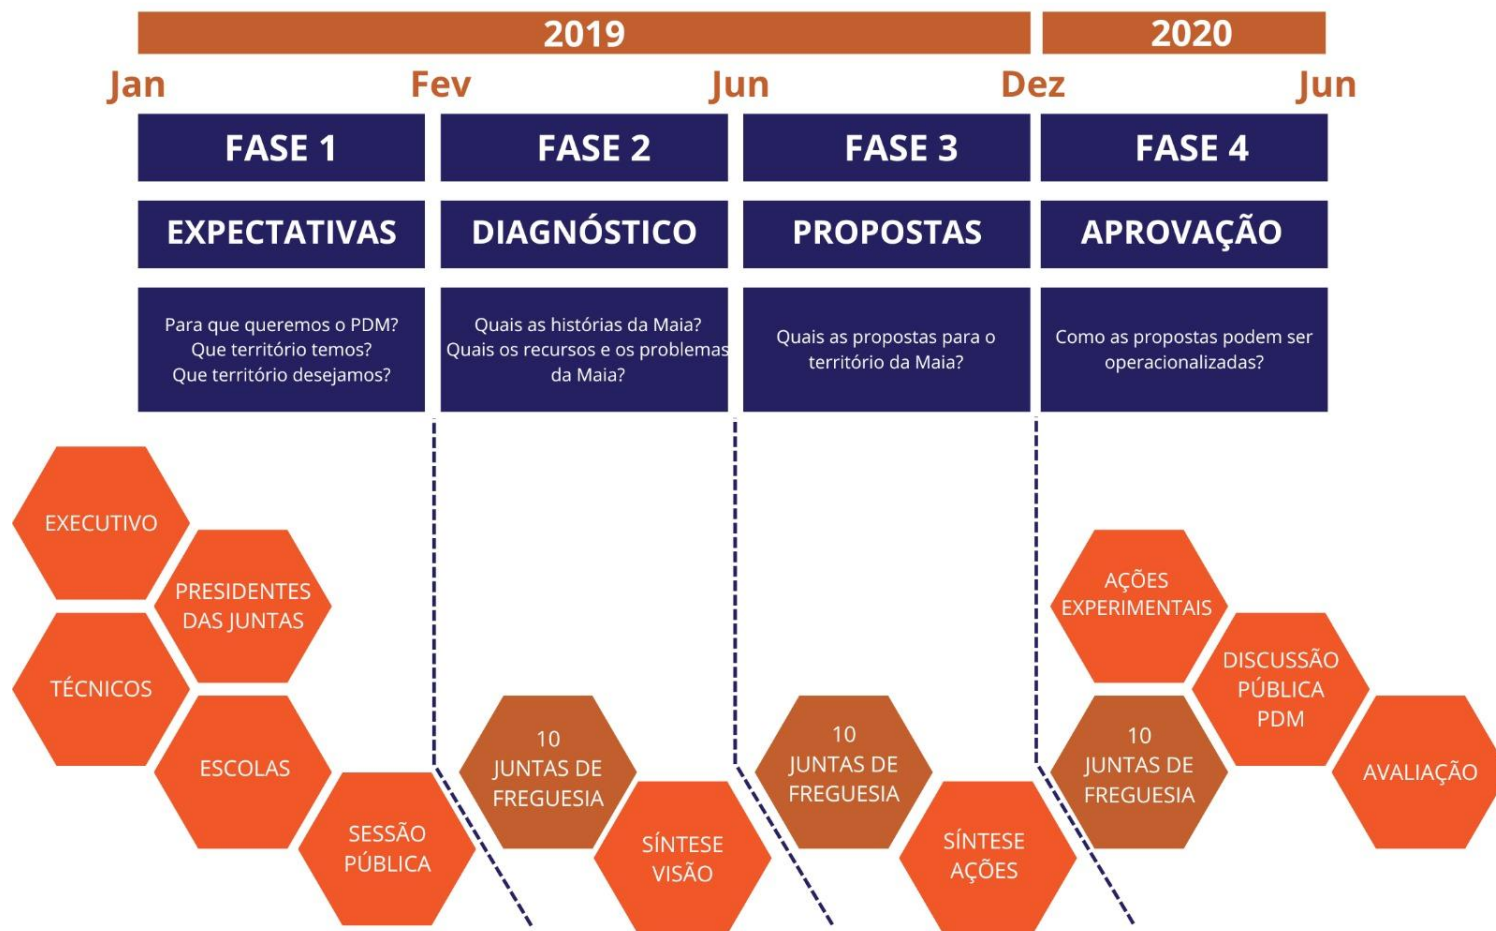 2019
2020
Jan
Fev
Jun
Dez
Jun
FASE 1
FASE 2
FASE 3
FASE 4
EXPECTATIVAS
DIAGNÓSTICO
PROPOSTAS
APROVAÇÃO
Para que queremos o PDM?
Que território temos?
Que território desejamos?
Quais as histórias da Maia?
Quais os recursos e os problemas
da Maia?
Quais as propostas para o
território da Maia?
Como as propostas podem ser
operacionalizadas?
EXECUTIVO
PRESIDENTES
DAS JUNTAS
TÉCNICOS
ESCOLAS
SESSÃO
PÚBLICA
10
JUNTAS DE
FREGUESIA
SÍNTESE
VISÃO
10
JUNTAS DE
FREGUESIA
SÍNTESE
AÇÕES
AÇÕES
EXPERIMENTAIS
DISCUSSÃO
PÚBLICA
PDM
10
JUNTAS DE
FREGUESIA
AVALIAÇÃO